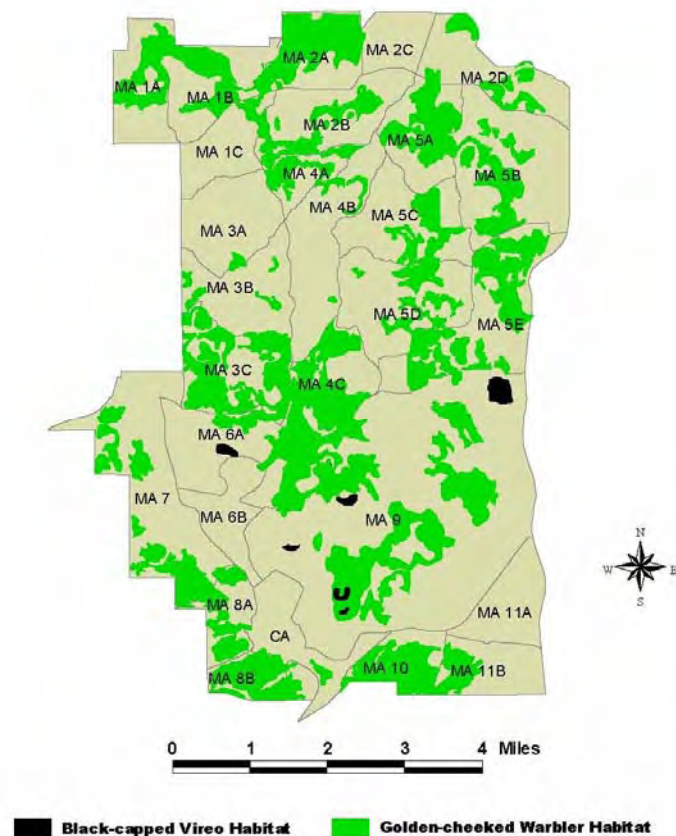 MA 2A
MA 2C
MA 2D
MA 1A
MA 1B
MA 2B
MA 5A
MA 1C
MA 4A
MA 5B
MA 4B
MA 5C
MA 3A
MA 3B
MA 5D
MA 5E
MA 3C
MA 4C
MA 6A
MA 7
MA 6B
MA 9
N
W E
S
MA 8A
MA 11A
CA
MA 10
MA 11B
MA 8B
0 1 2 3 4 Miles
Black-capped Vireo Habitat
Golden-cheeked Warbler Habitat